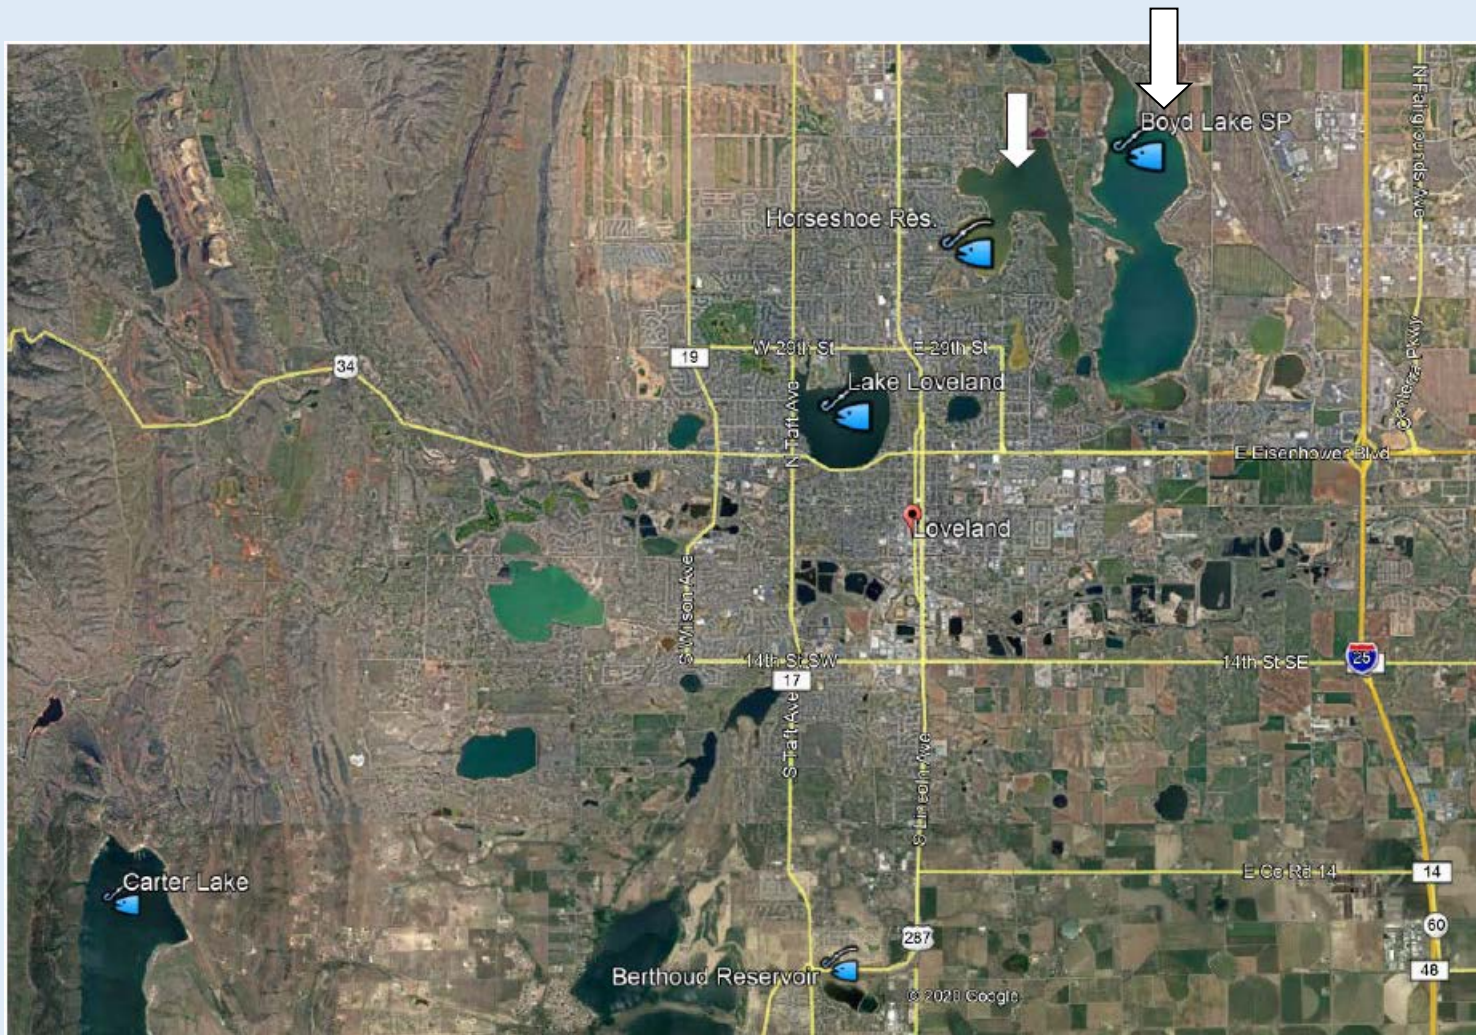 Boyd Lake SP
N Fairgrounds Ave
Horseshoe Res.
W 29th St
E 29th St
19
34
Lake Loveland
N Taft Ave
Centerra Pkwy
E Eisenhower Blvd
Loveland
S Wilson Ave
14th St SW
14th St SE
25
17
S Taft Ave
S Lincoln Ave
Carter Lake
E Co Rd 14
14
60
287
48
Berthoud Reservoir
© 2020 Google